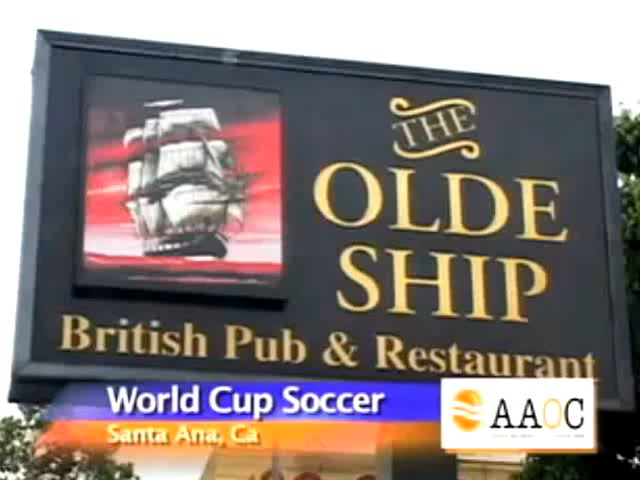 THE
OLDE
SHIP
British Pub & Restaurant
World Cup Soccer
Santa Ana, Ca
AAOC